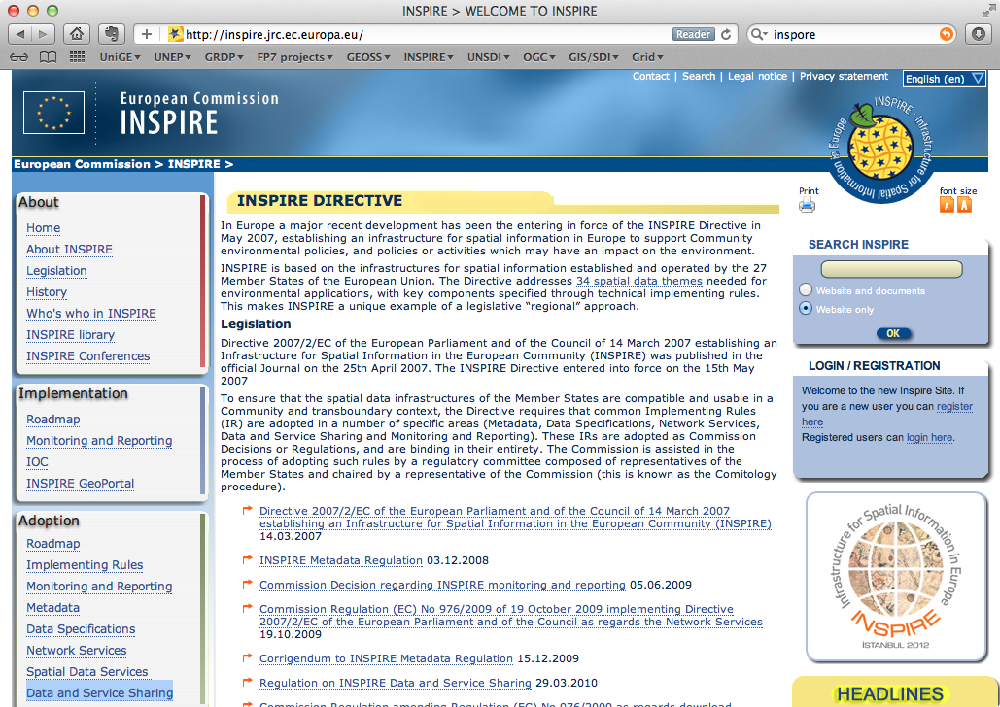 INSPIRE > WELCOME TO INSPIRE
http://inspire.jrc.ec.europa.eu/
Reader
inspore
UniGE▾ UNEP▾ GRDP▾ FP7 projects▾ GEOSS▾ INSPIRE▾ UNSDI▾ OGC▾ GIS/SDI▾ Grid▾
Contact | Search | Legal notice | Privacy statement
English (en)
European Commission
INSPIRE
INSPIRE · Infrastructure for Spatial Information in Europe
European Commission > INSPIRE >
About
Home
About INSPIRE
Legislation
History
Who's who in INSPIRE
INSPIRE library
INSPIRE Conferences
Implementation
Roadmap
Monitoring and Reporting
IOC
INSPIRE GeoPortal
Adoption
Roadmap
Implementing Rules
Monitoring and Reporting
Metadata
Data Specifications
Network Services
Spatial Data Services
Data and Service Sharing
INSPIRE DIRECTIVE
In Europe a major recent development has been the entering in force of the INSPIRE Directive in
May 2007, establishing an infrastructure for spatial information in Europe to support Community
environmental policies, and policies or activities which may have an impact on the environment.
INSPIRE is based on the infrastructures for spatial information established and operated by the 27
Member States of the European Union. The Directive addresses 34 spatial data themes needed for
environmental applications, with key components specified through technical implementing rules.
This makes INSPIRE a unique example of a legislative “regional” approach.
Legislation
Directive 2007/2/EC of the European Parliament and of the Council of 14 March 2007 establishing an
Infrastructure for Spatial Information in the European Community (INSPIRE) was published in the
official Journal on the 25th April 2007. The INSPIRE Directive entered into force on the 15th May
2007
To ensure that the spatial data infrastructures of the Member States are compatible and usable in a
Community and transboundary context, the Directive requires that common Implementing Rules
(IR) are adopted in a number of specific areas (Metadata, Data Specifications, Network Services,
Data and Service Sharing and Monitoring and Reporting). These IRs are adopted as Commission
Decisions or Regulations, and are binding in their entirety. The Commission is assisted in the
process of adopting such rules by a regulatory committee composed of representatives of the
Member States and chaired by a representative of the Commission (this is known as the Comitology
procedure).
Directive 2007/2/EC of the European Parliament and of the Council of 14 March 2007
establishing an Infrastructure for Spatial Information in the European Community (INSPIRE)
14.03.2007
INSPIRE Metadata Regulation 03.12.2008
Commission Decision regarding INSPIRE monitoring and reporting 05.06.2009
Commission Regulation (EC) No 976/2009 of 19 October 2009 implementing Directive
2007/2/EC of the European Parliament and of the Council as regards the Network Services
19.10.2009
Corrigendum to INSPIRE Metadata Regulation 15.12.2009
Regulation on INSPIRE Data and Service Sharing 29.03.2010
Commission Regulation amending Regulation (EC) No 976/2009 as regards download
Print
font size
A A
SEARCH INSPIRE
Website and documents
Website only
OK
LOGIN / REGISTRATION
Welcome to the new Inspire Site. If
you are a new user you can register
here
Registered users can login here.
Infrastructure for Spatial Information in Europe
INSPIRE
İSTANBUL 2012
HEADLINES